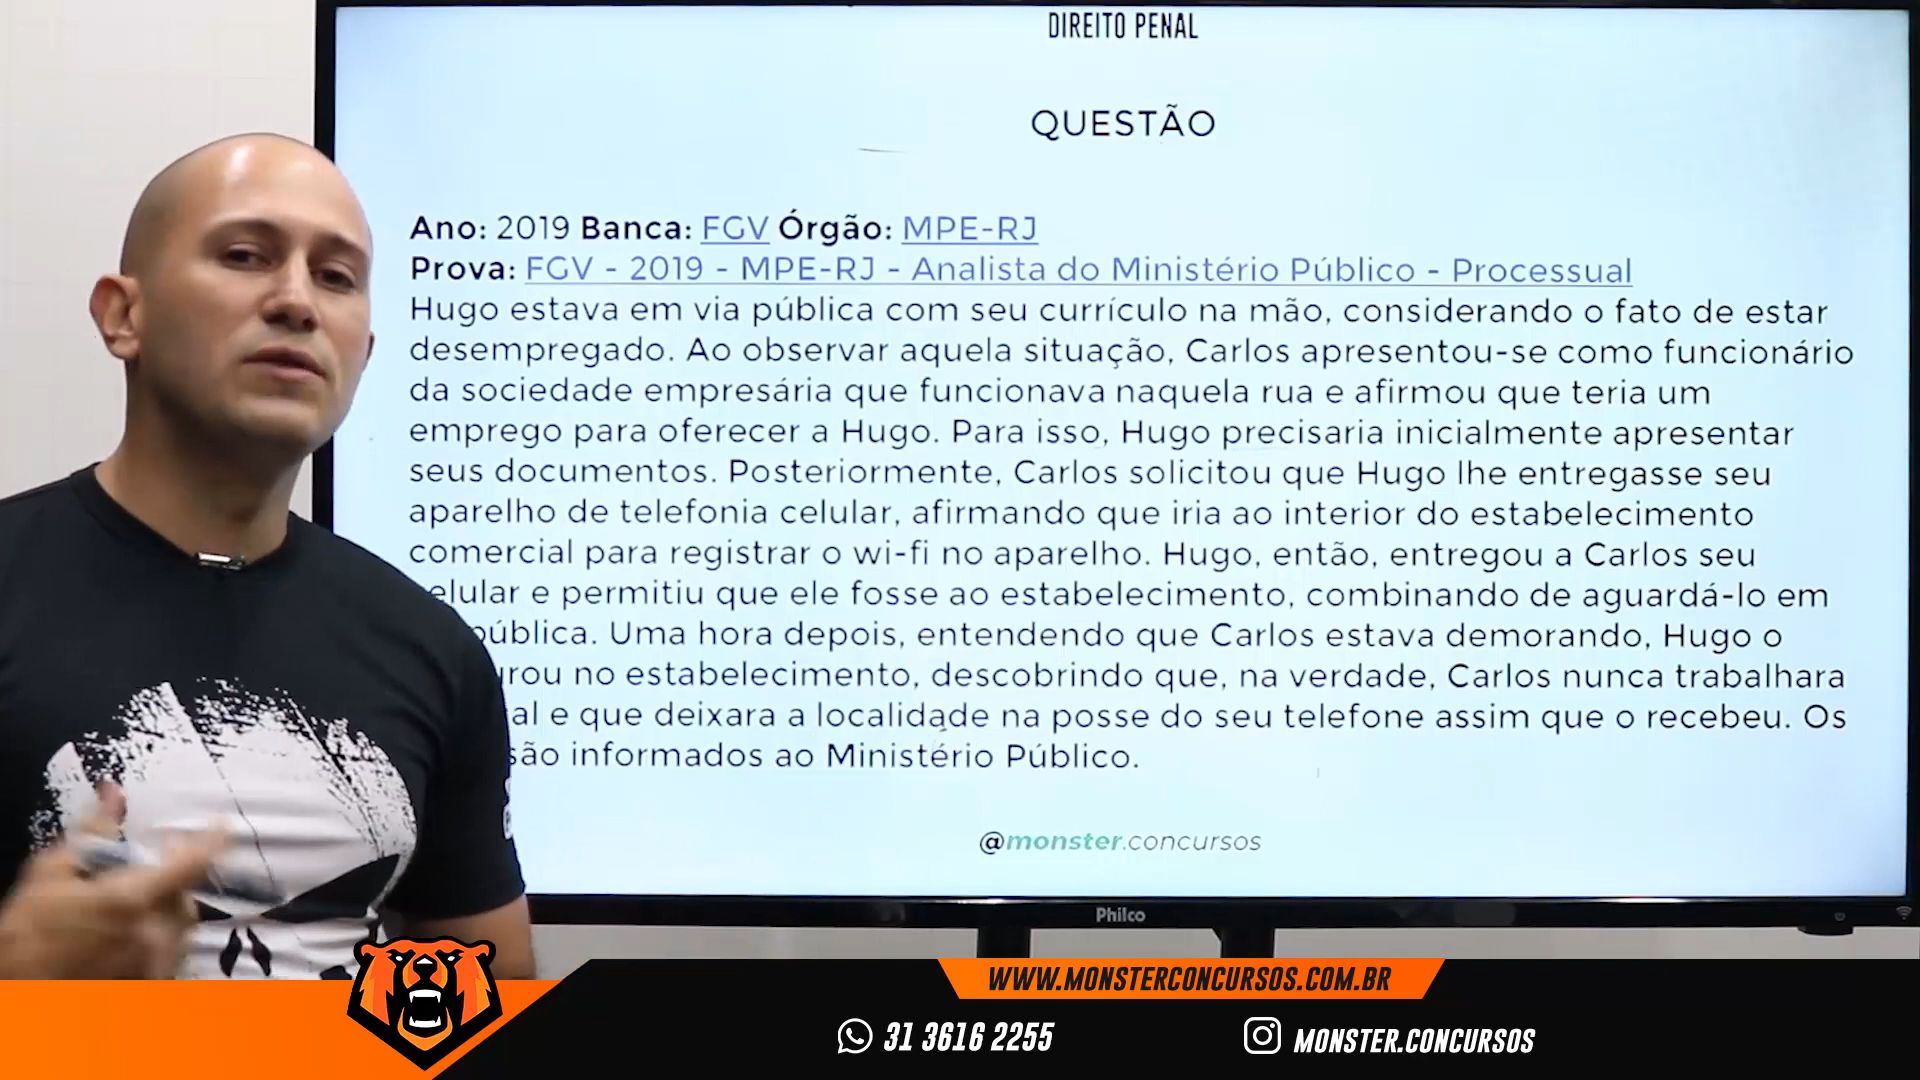 DIREITO PENAL
QUESTÃO
Ano: 2019 Banca: FGV Órgão: MPE-RJ
Prova: FGV - 2019 - MPE-RJ - Analista do Ministério Público - Processual
Hugo estava em via pública com seu currículo na mão, considerando o fato de estar
desempregado. Ao observar aquela situação, Carlos apresentou-se como funcionário
da sociedade empresária que funcionava naquela rua e afirmou que teria um
emprego para oferecer a Hugo. Para isso, Hugo precisaria inicialmente apresentar
seus documentos. Posteriormente, Carlos solicitou que Hugo lhe entregasse seu
aparelho de telefonia celular, afirmando que iria ao interior do estabelecimento
comercial para registrar o wi-fi no aparelho. Hugo, então, entregou a Carlos seu
elular e permitiu que ele fosse ao estabelecimento, combinando de aguardá-lo em
pública. Uma hora depois, entendendo que Carlos estava demorando, Hugo o
urou no estabelecimento, descobrindo que, na verdade, Carlos nunca trabalhara
al e que deixara a localidade na posse do seu telefone assim que o recebeu. Os
são informados ao Ministério Público.
@monster.concursos
Philco
WWW.MONSTERCONCURSOS.COM.BR
31 3616 2255
MONSTER.CONCURSOS